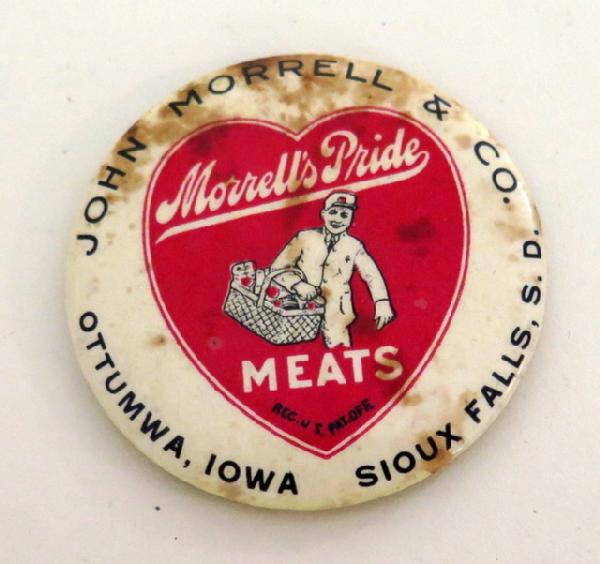 JOHN MORRELL & CO.
Morrell's Pride
MEATS
REG. U.S. PAT. OFF.
OTTUMWA, IOWA
SIOUX FALLS, S. D.